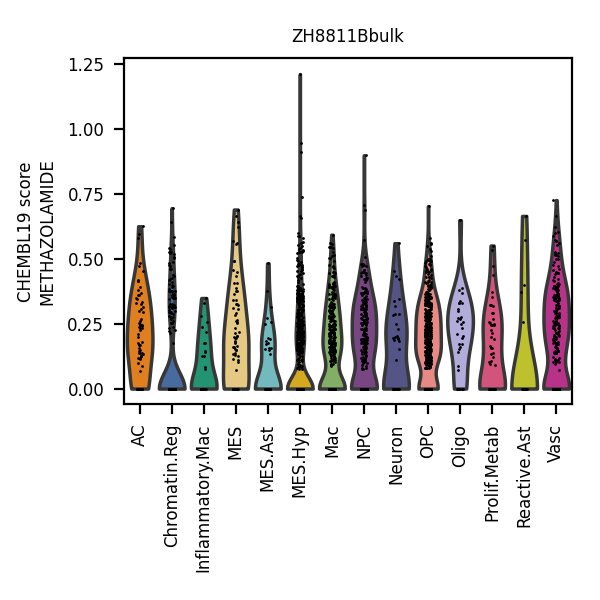 ZH8811Bbulk
CHEMBL19 score
METHAZOLAMIDE
1.25
1.00
0.75
0.50
0.25
0.00
AC
Chromatin.Reg
Inflammatory.Mac
MES
MES.Ast
MES.Hyp
Mac
NPC
Neuron
OPC
Oligo
Prolif.Metab
Reactive.Ast
Vasc